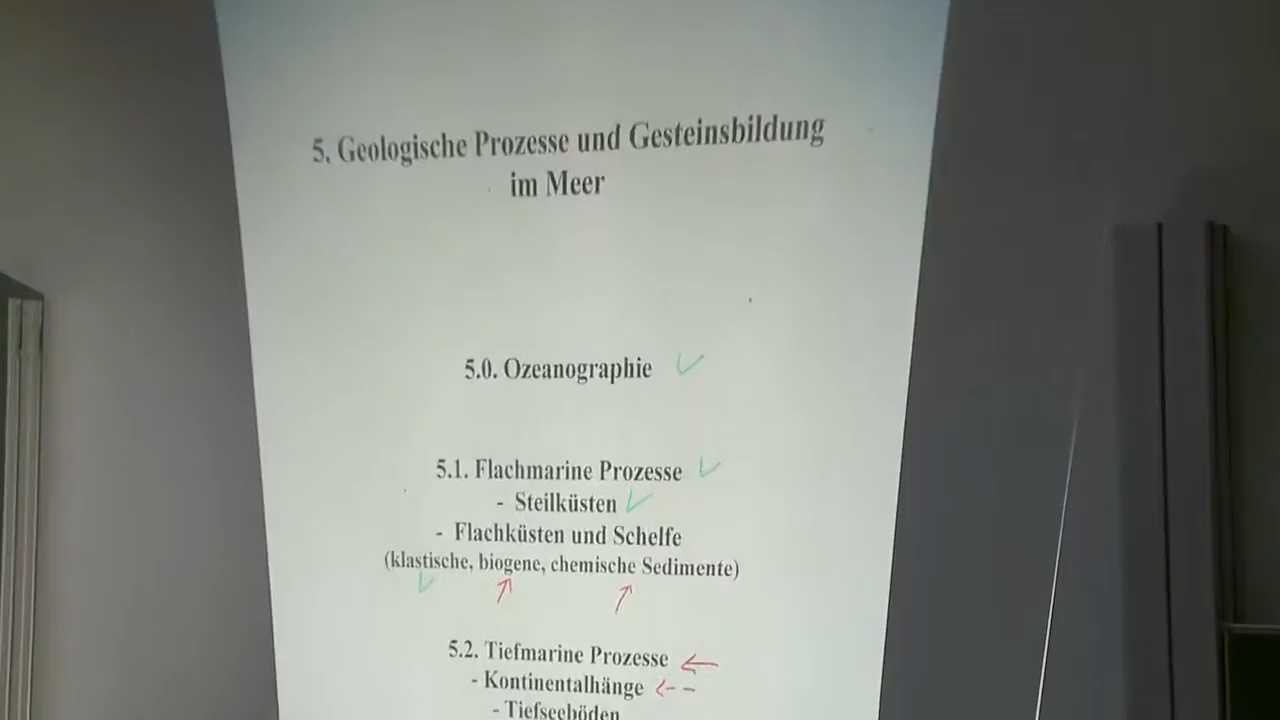 5. Geologische Prozesse und Gesteinsbildung
im Meer
5.0. Ozeanographie
5.1. Flachmarine Prozesse
- Steilküsten
- Flachküsten und Schelfe
(klastische, biogene, chemische Sedimente)
5.2. Tiefmarine Prozesse
- Kontinentalhänge
- Tiefseeböden